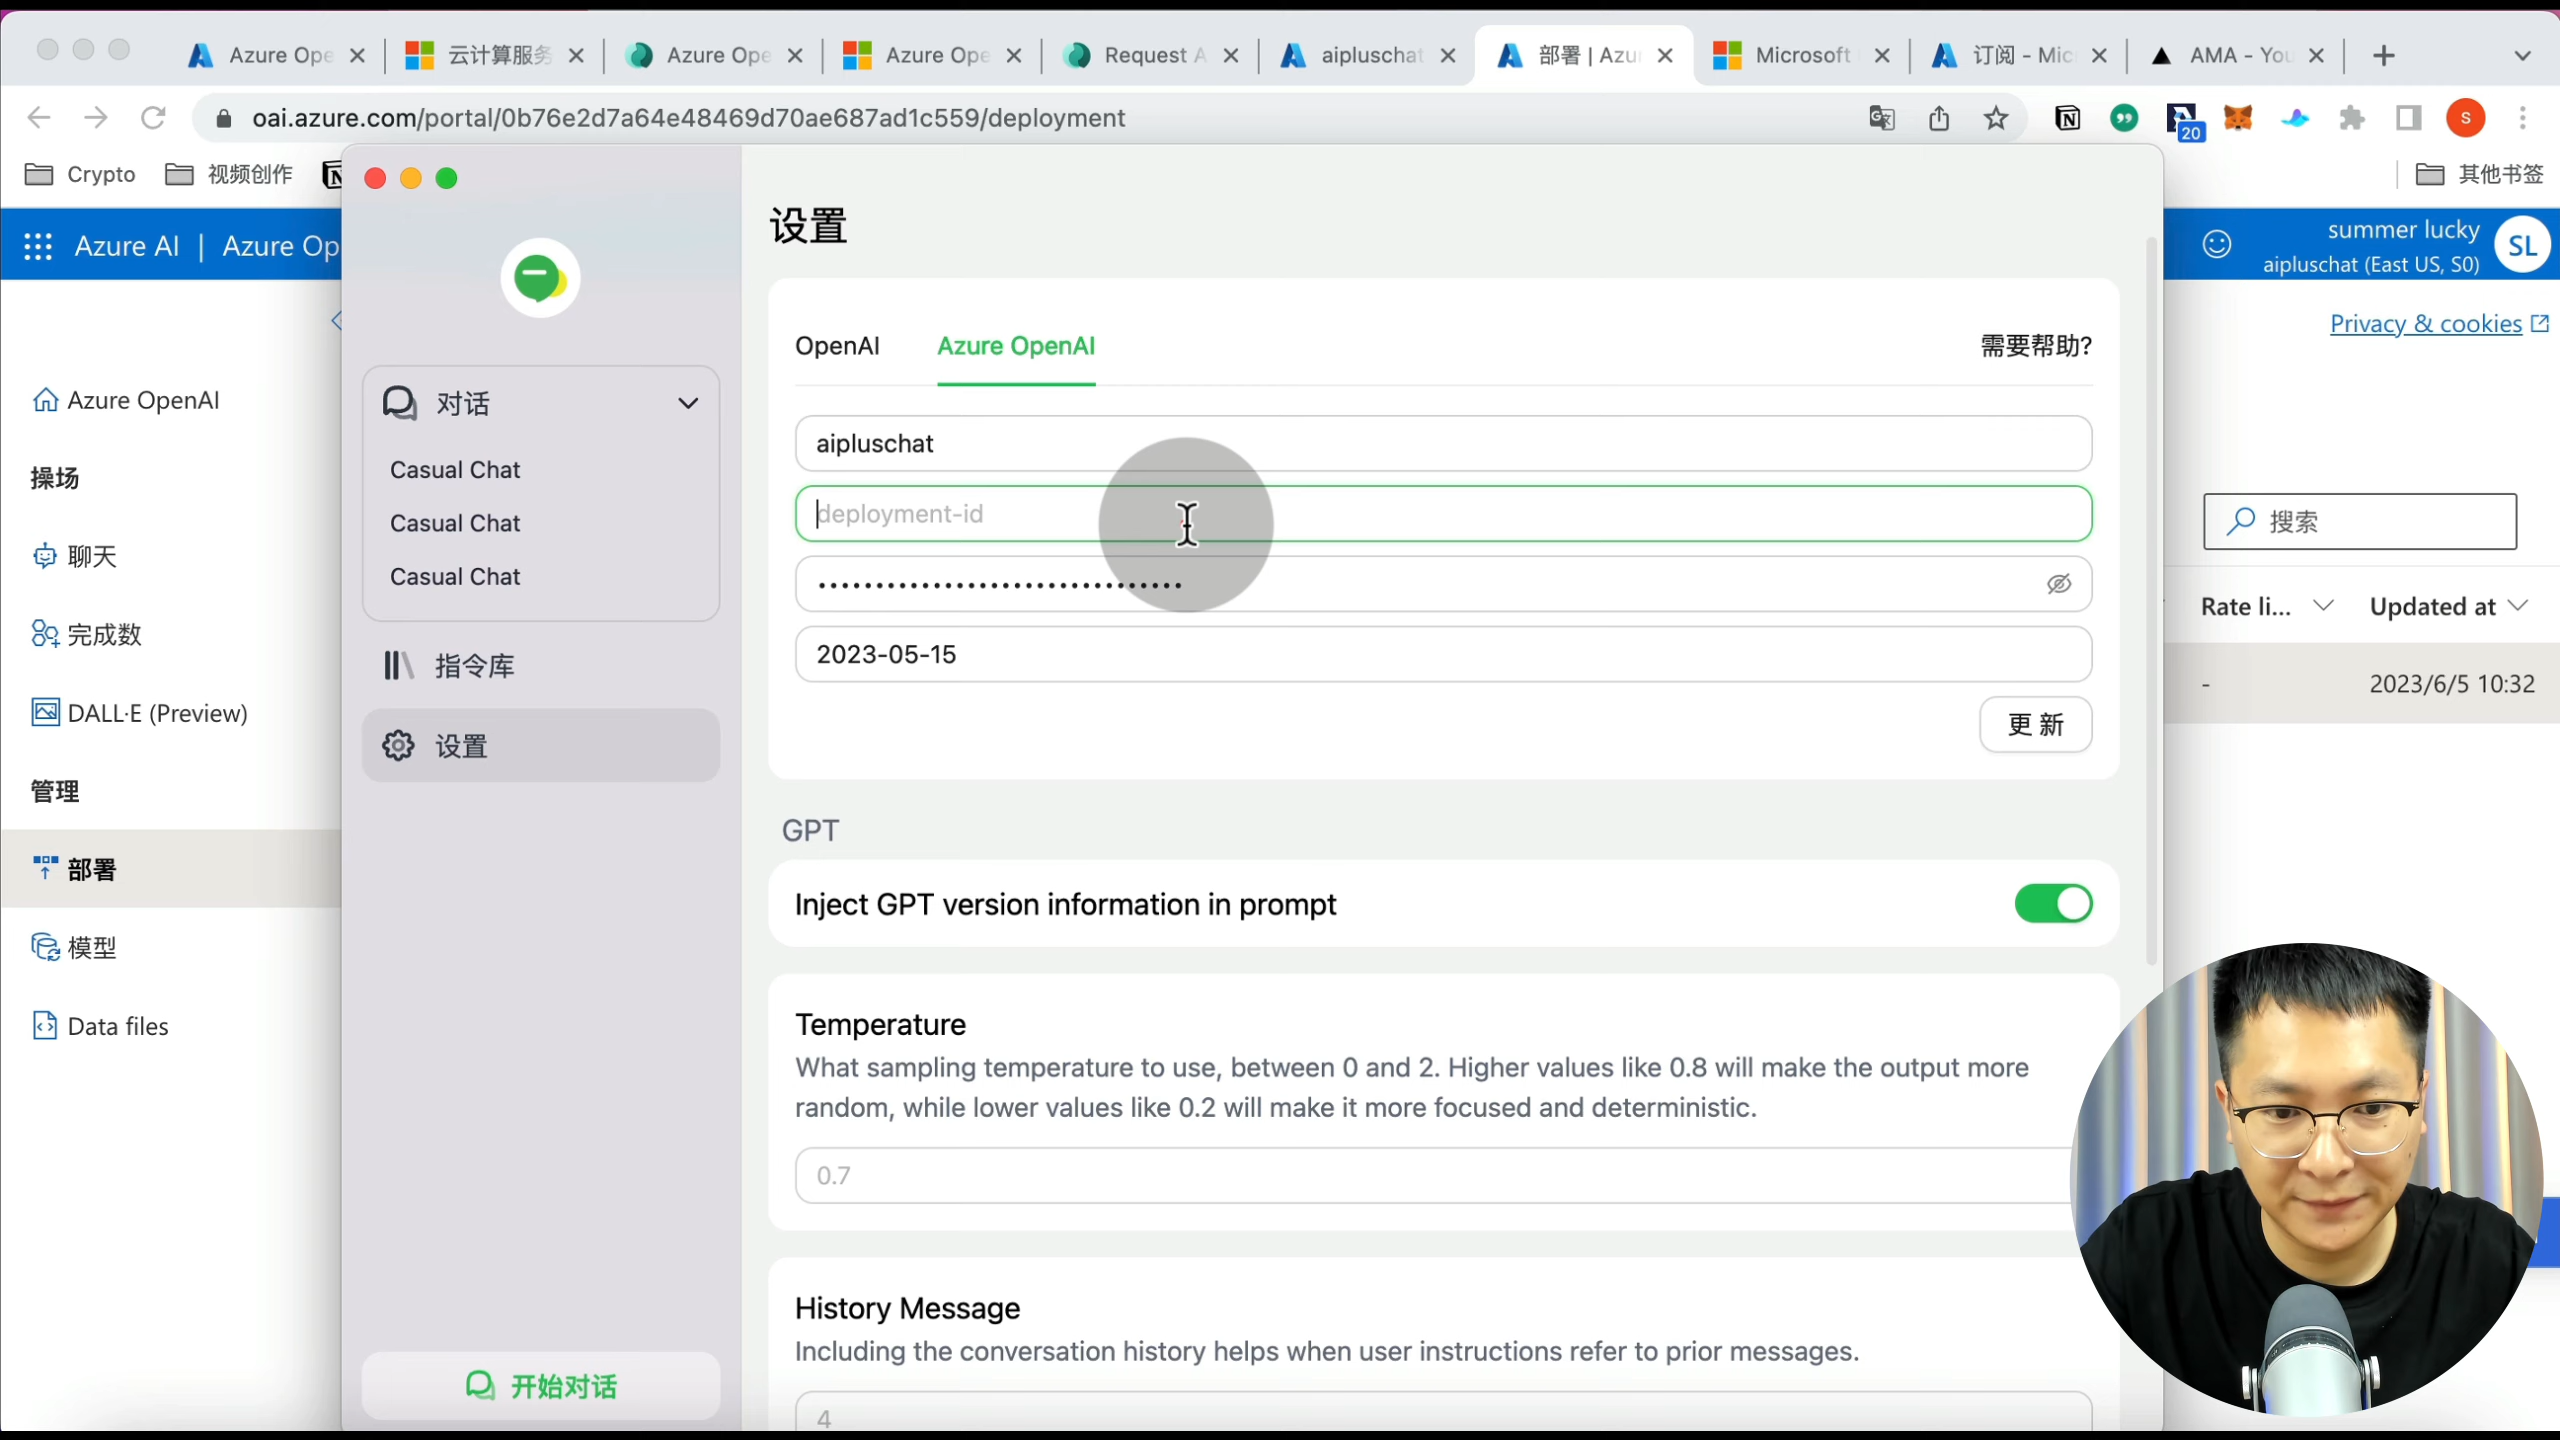 Azure Ope
云计算服务
Azure Ope
Azure Ope
Request A
aipluschat
部署 | Azu
Microsoft
订阅 - Mic
AMA - You
oai.azure.com/portal/0b76e2d7a64e48469d70ae687ad1c559/deployment
20
S
Crypto
视频创作
其他书签
Azure AI | Azure Op
summer lucky
aipluschat (East US, S0)
SL
Privacy & cookies
Azure OpenAI
操场
聊天
完成数
DALL·E (Preview)
管理
部署
模型
Data files
对话
Casual Chat
Casual Chat
Casual Chat
指令库
设置
开始对话
设置
OpenAI
Azure OpenAI
需要帮助?
aipluschat
deployment-id
2023-05-15
更 新
GPT
Inject GPT version information in prompt
Temperature
What sampling temperature to use, between 0 and 2. Higher values like 0.8 will make the output more
random, while lower values like 0.2 will make it more focused and deterministic.
0.7
History Message
Including the conversation history helps when user instructions refer to prior messages.
4
搜索
Rate li...
Updated at
-
2023/6/5 10:32